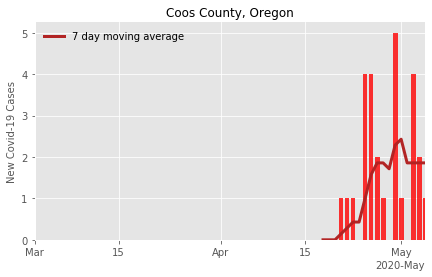 Coos County, Oregon
7 day moving average
New Covid-19 Cases
5
4
3
2
1
0
Mar 15 Apr 15 May
2020-May